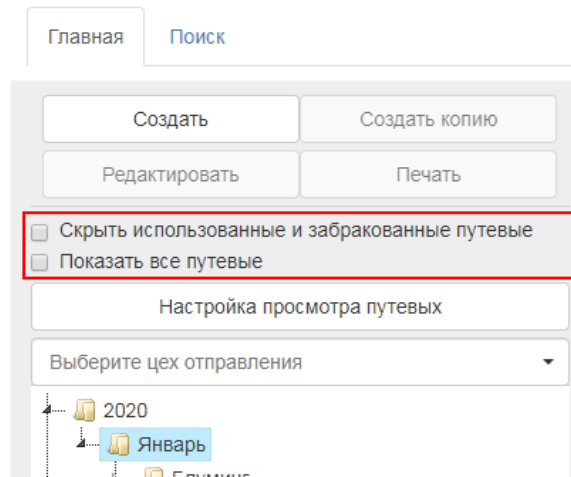 Главная Поиск
Создать Создать копию
Редактировать Печать
Скрыть использованные и забракованные путевые
Показать все путевые
Настройка просмотра путевых
Выберите цех отправления
2020
Январь